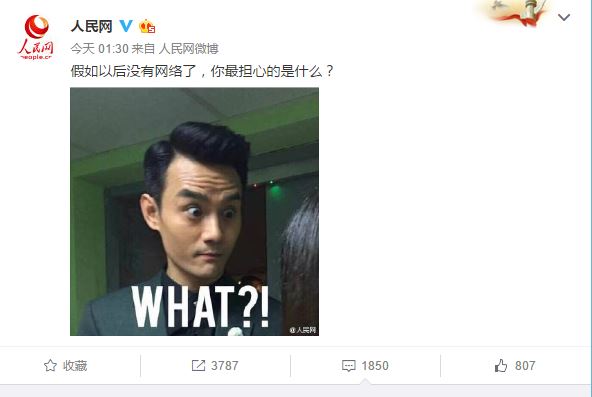 人民网
今天 01:30 来自 人民网微博
人民网
people.cn
假如以后没有网络了，你最担心的是什么？
WHAT?!
@人民网
收藏
3787
1850
807